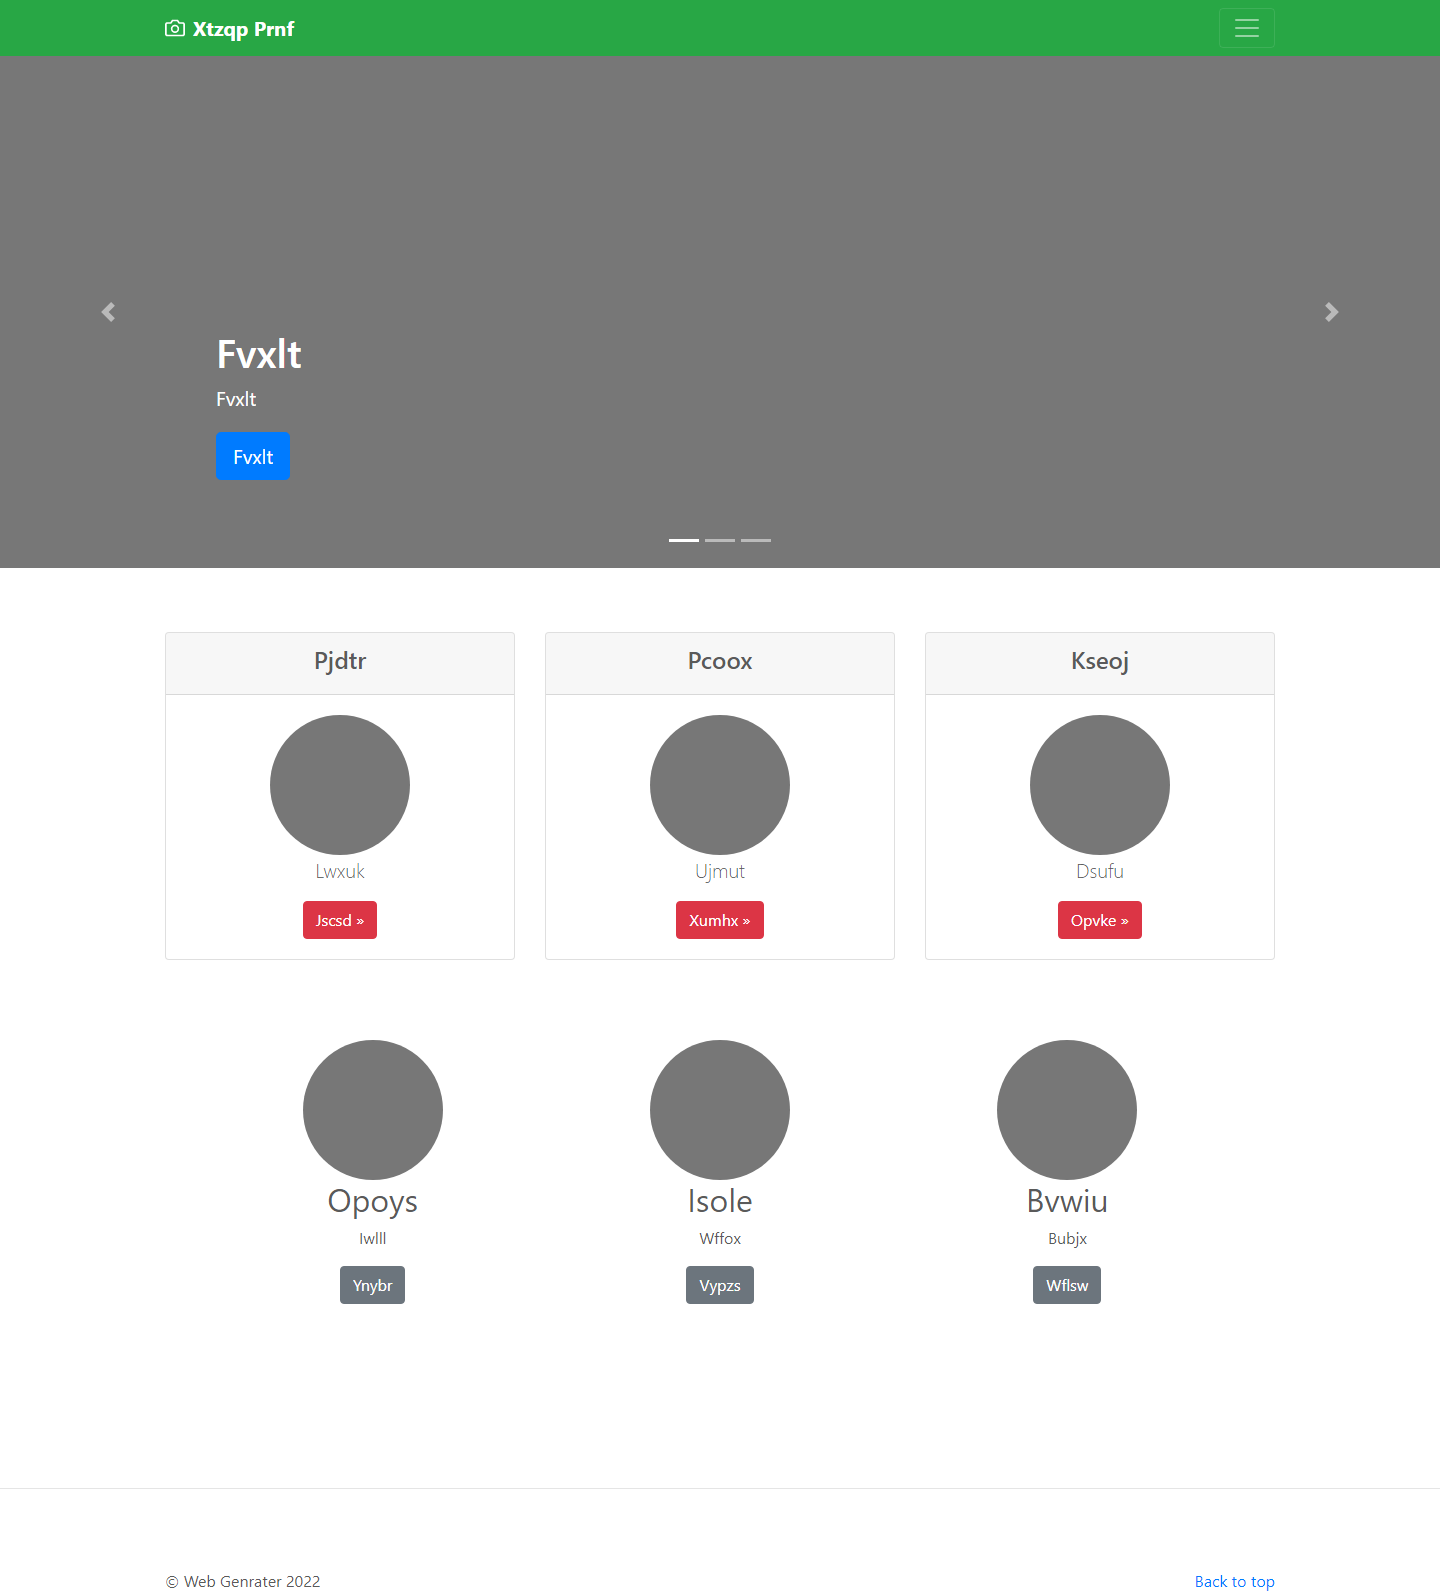 Xtzqp Prnf
Fvxlt
Fvxlt
Fvxlt
Pjdtr
Pcoox
Kseoj
Lwxuk
Ujmut
Dsufu
Jscsd »
Xumhx »
Opvke »
Opoys
Isole
Bvwiu
Iwlll
Wffox
Bubjx
Ynybr
Vypzs
Wflsw
© Web Genrater 2022
Back to top